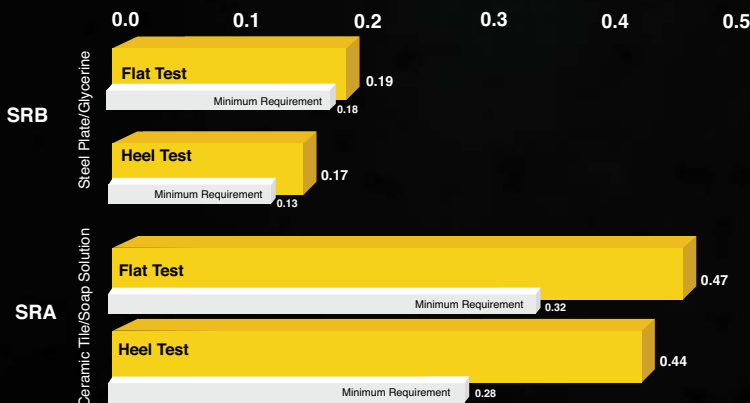 0.0 0.1 0.2 0.3 0.4 0.5
SRB
Steel Plate/Glycerine
Flat Test
0.19
Minimum Requirement
0.18
Heel Test
0.17
Minimum Requirement
0.13
SRA
Ceramic Tile/Soap Solution
Flat Test
0.47
Minimum Requirement
0.32
Heel Test
0.44
Minimum Requirement
0.28